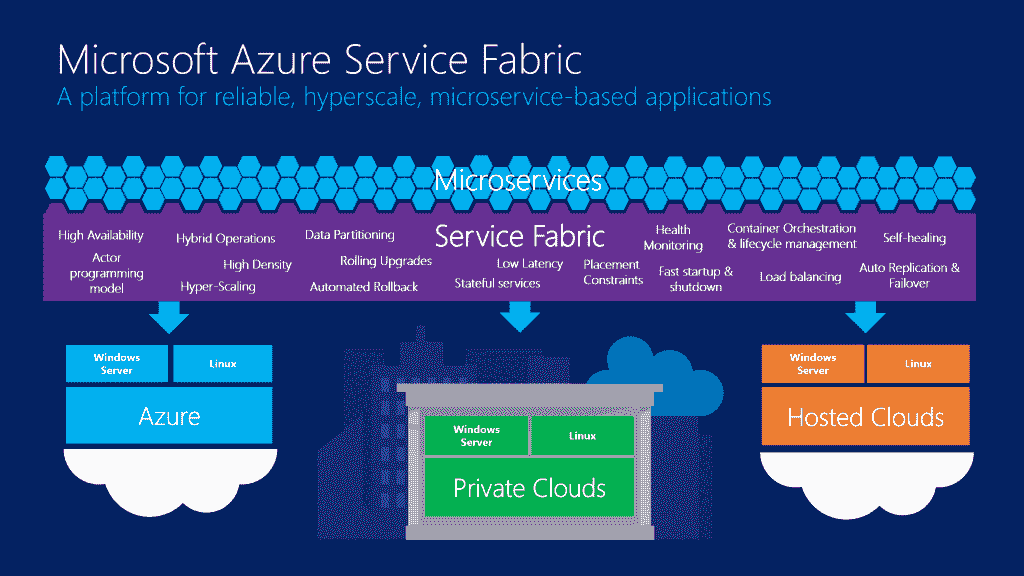 Microsoft Azure Service Fabric
A platform for reliable, hyperscale, microservice-based applications
Microservices
High Availability
Hybrid Operations
Data Partitioning
Service Fabric
Health
Monitoring
Container Orchestration
& lifecycle management
Self-healing
Actor
programming
model
High Density
Rolling Upgrades
Low Latency
Placement
Constraints
Fast startup &
shutdown
Load balancing
Auto Replication &
Failover
Hyper-Scaling
Automated Rollback
Stateful services
Windows
Server
Linux
Azure
Windows
Server
Linux
Private Clouds
Windows
Server
Linux
Hosted Clouds